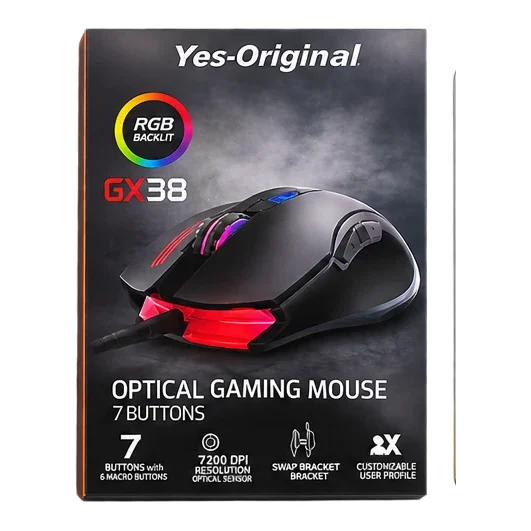 Yes-Original
RGB
BACKLIT
GX38
OPTICAL GAMING MOUSE
7 BUTTONS
7
BUTTONS with
6 MACRO BUTTONS
7200 DPI
RESOLUTION
OPTICAL SENSOR
SWAP BRACKET
BRACKET
2X
CUSTOMIZABLE
USER PROFILE